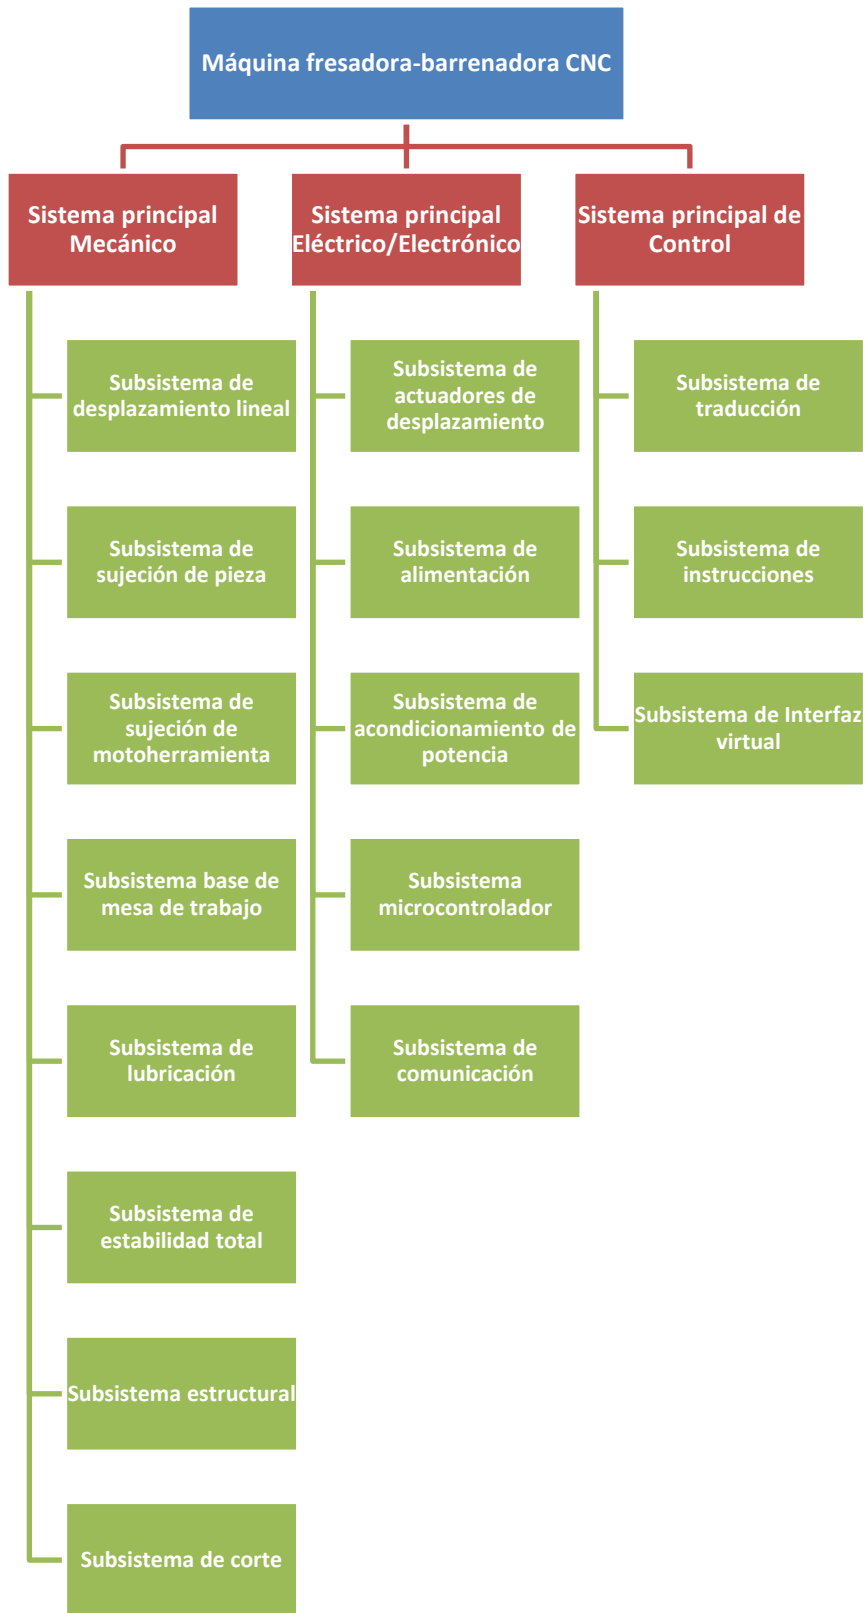 Máquina fresadora-barrenadora CNC
Sistema principal
Mecánico
Sistema principal
Eléctrico/Electrónico
Sistema principal de
Control
Subsistema de
desplazamiento lineal
Subsistema de
sujeción de pieza
Subsistema de
sujeción de
motoherramienta
Subsistema base de
mesa de trabajo
Subsistema de
lubricación
Subsistema de
estabilidad total
Subsistema estructural
Subsistema de corte
Subsistema de
actuadores de
desplazamiento
Subsistema de
alimentación
Subsistema de
acondicionamiento de
potencia
Subsistema
microcontrolador
Subsistema de
comunicación
Subsistema de
traducción
Subsistema de
instrucciones
Subsistema de Interfaz
virtual